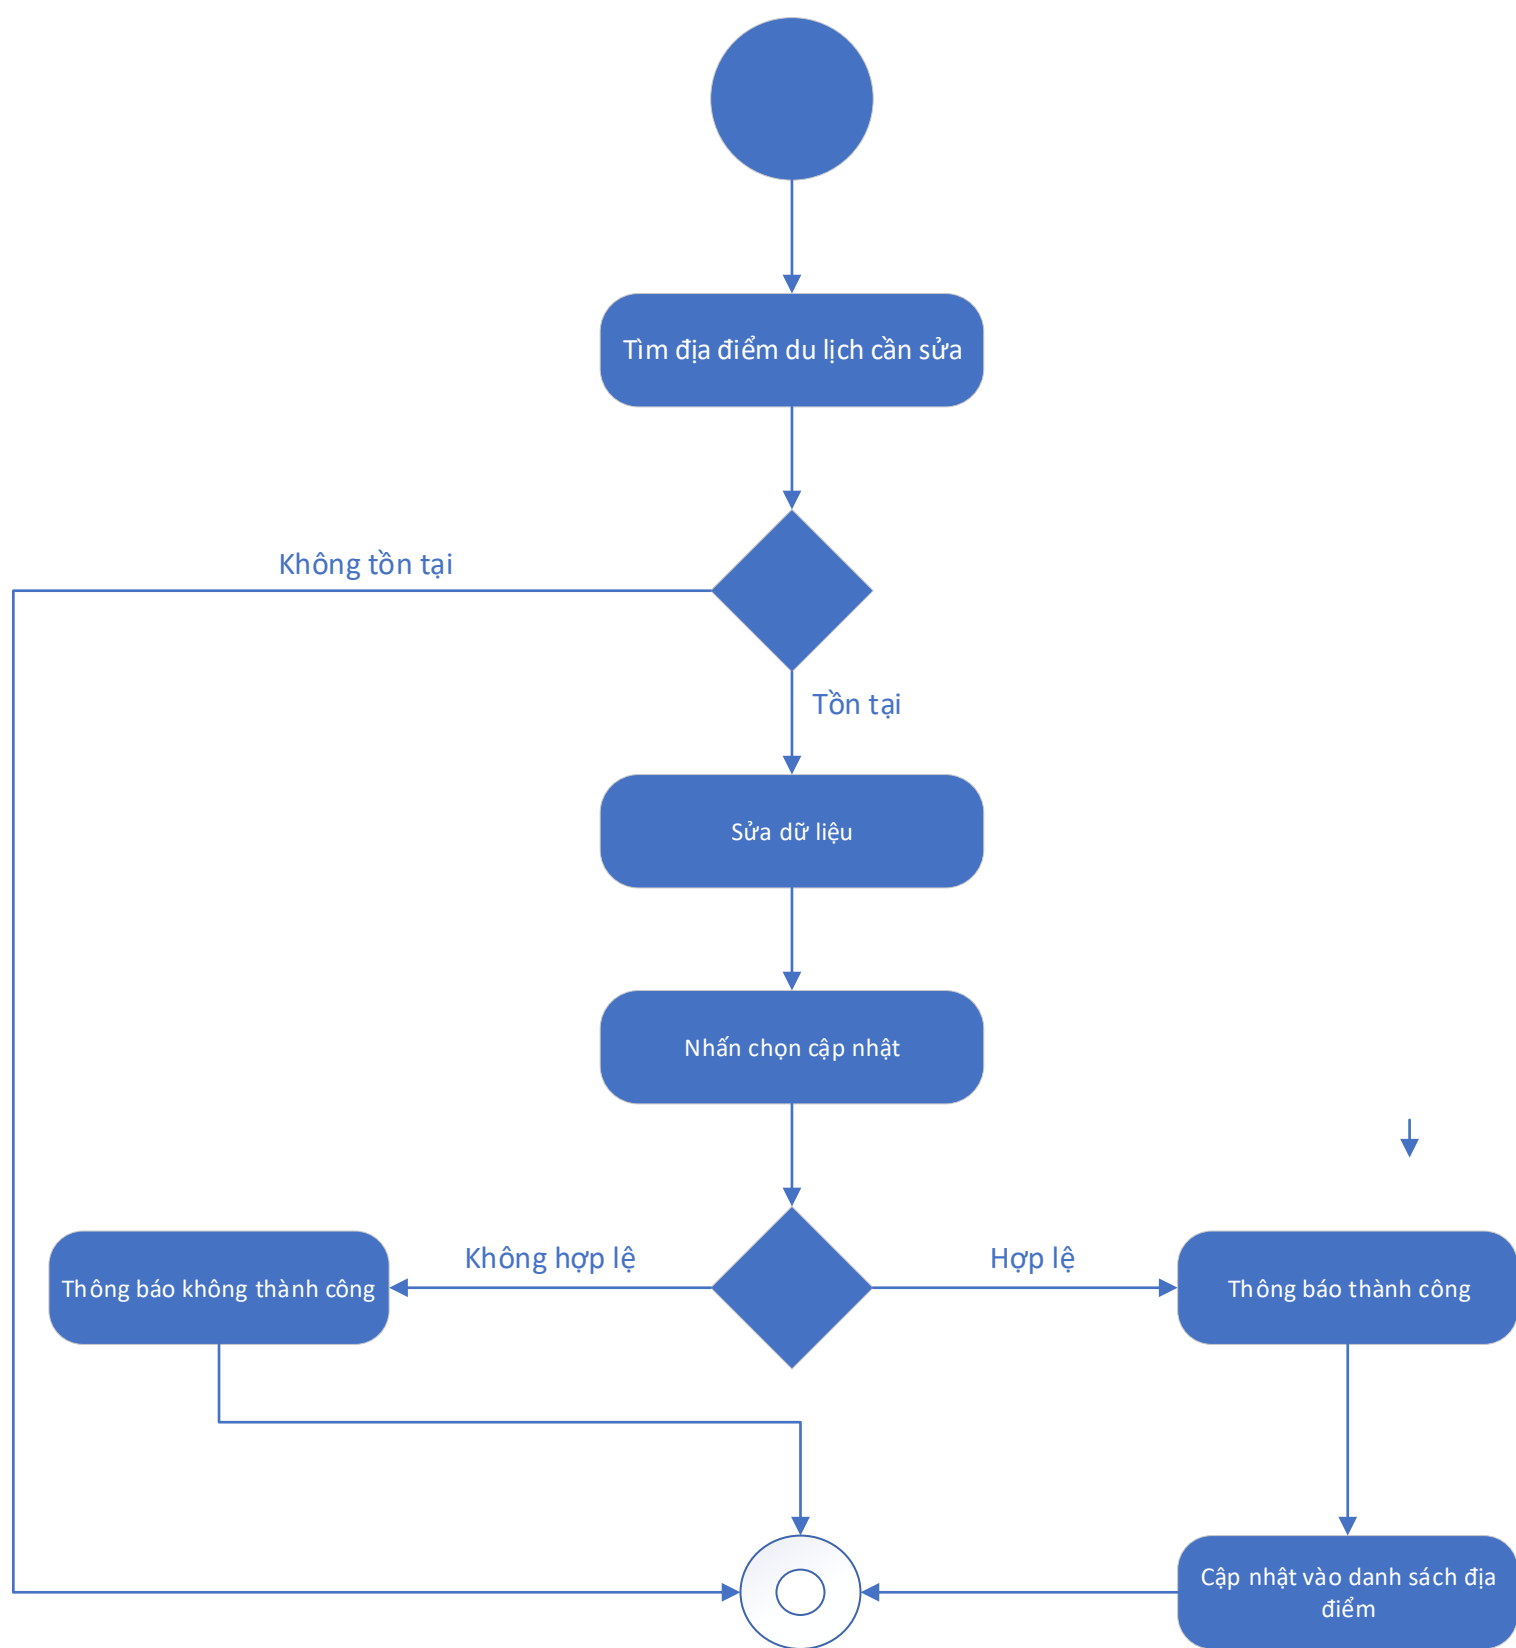 Tìm địa điểm du lịch cần sửa
Không tồn tại
Tồn tại
Sửa dữ liệu
Nhấn chọn cập nhật
Không hợp lệ
Hợp lệ
Thông báo không thành công
Thông báo thành công
Cập nhật vào danh sách địa
điểm